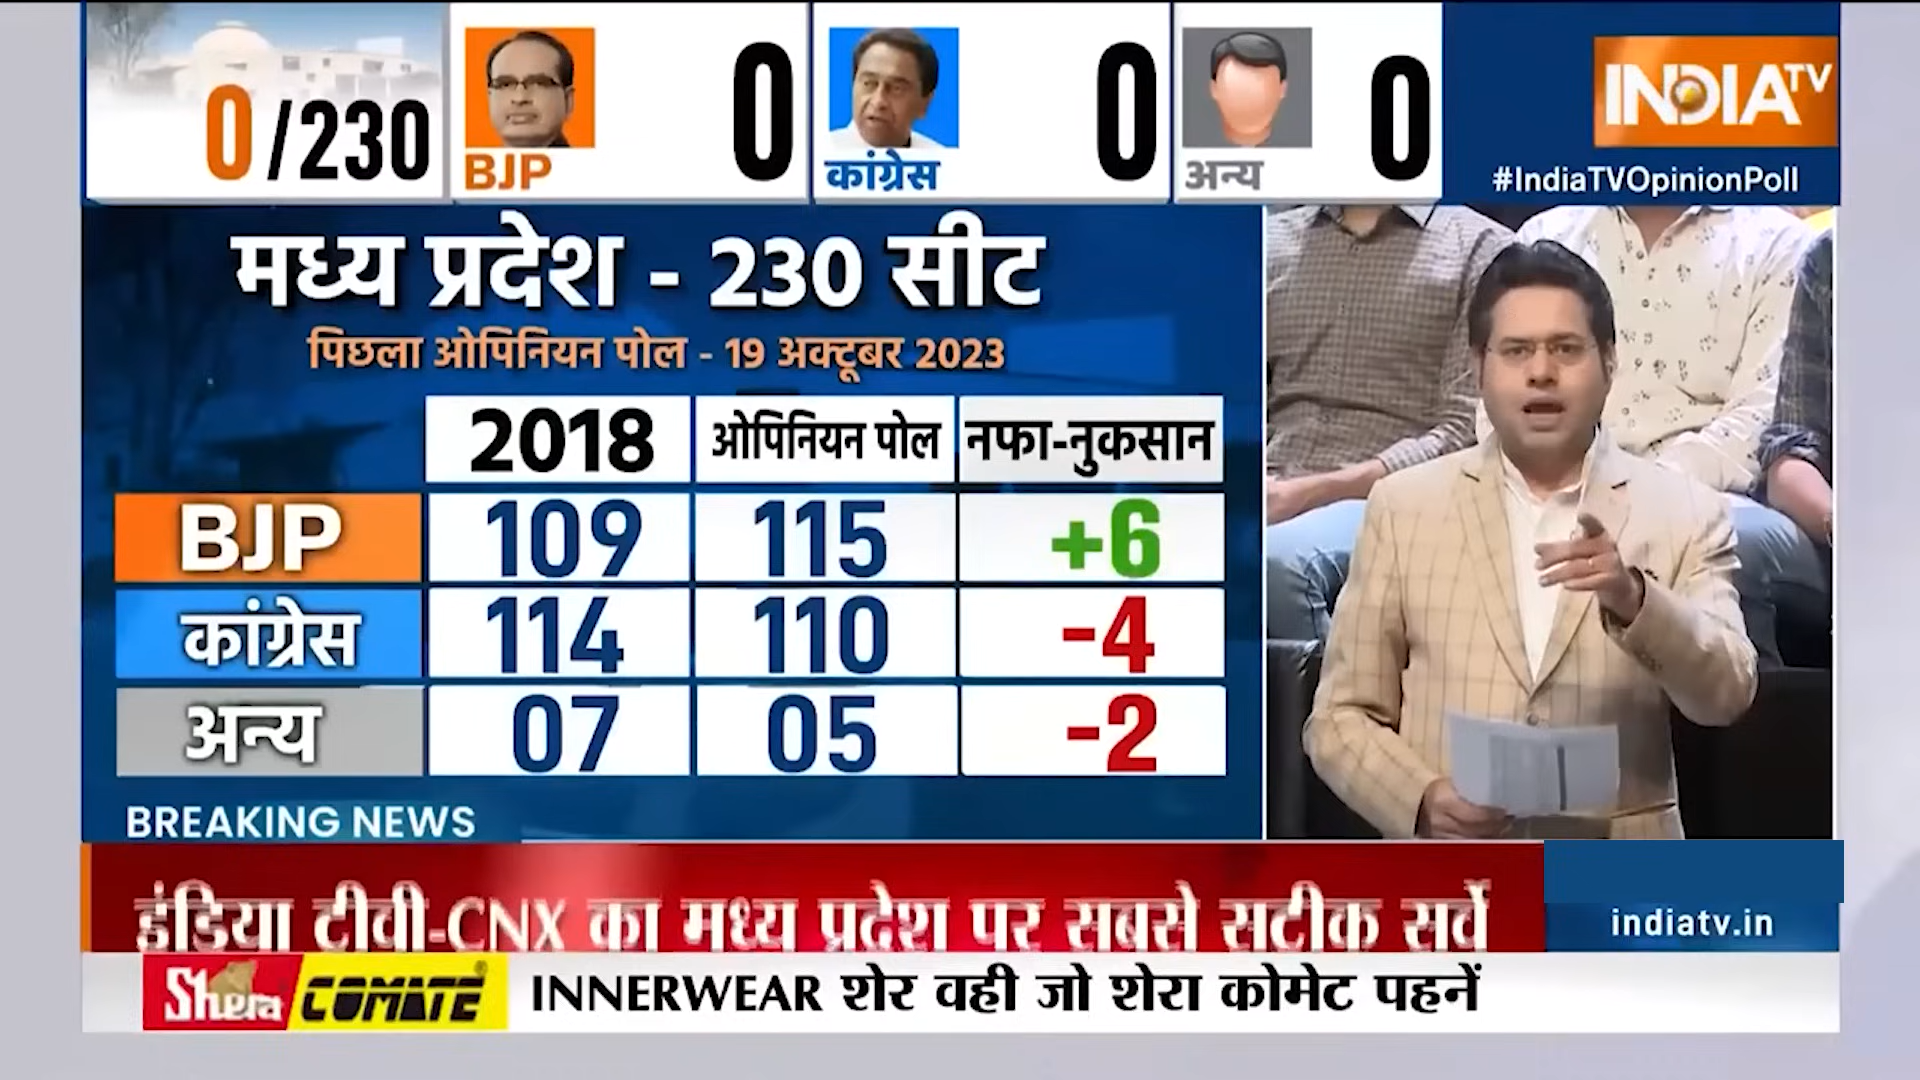 0/230
BJP 0
कांग्रेस 0
अन्य 0
INDIA TV
#IndiaTVOpinionPoll
मध्य प्रदेश - 230 सीट
पिछला ओपिनियन पोल - 19 अक्टूबर 2023
2018 ओपिनियन पोल नफा-नुकसान
BJP 109 115 +6
कांग्रेस 114 110 -4
अन्य 07 05 -2
BREAKING NEWS
इंडिया टीवी-CNX का मध्य प्रदेश पर सबसे सटीक सर्वे
indiatv.in
Shera COMATE INNERWEAR शेर वही जो शेरा कोमेट पहनें